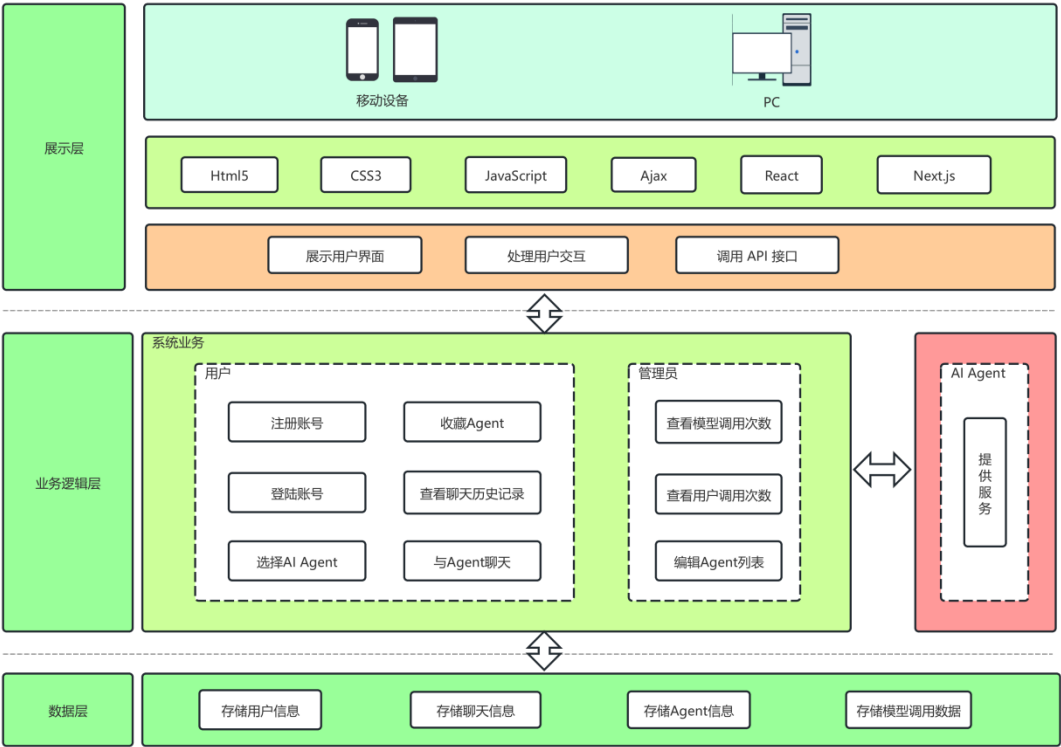 移动设备
PC
展示层
Html5
CSS3
JavaScript
Ajax
React
Next.js
展示用户界面
处理用户交互
调用 API 接口
系统业务
用户
管理员
AI Agent
注册账号
收藏Agent
查看模型调用次数
业务逻辑层
登陆账号
查看聊天历史记录
查看用户调用次数
提供服务
选择AI Agent
与Agent聊天
编辑Agent列表
数据层
存储用户信息
存储聊天信息
存储Agent信息
存储模型调用数据